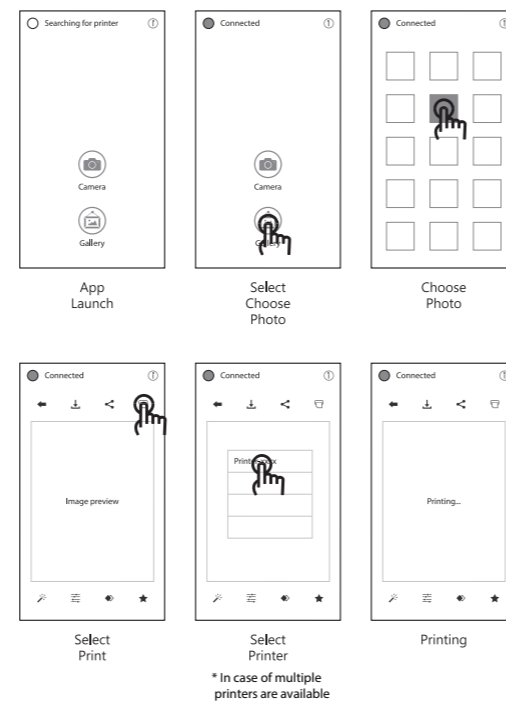 Searching for printer
Camera
Gallery
App
Launch
Connected
Camera
Gallery
Select
Choose
Photo
Connected
Choose
Photo
Connected
Image preview
Select
Print
Connected
Select
Printer
* In case of multiple
printers are available
Connected
Printing...
Printing